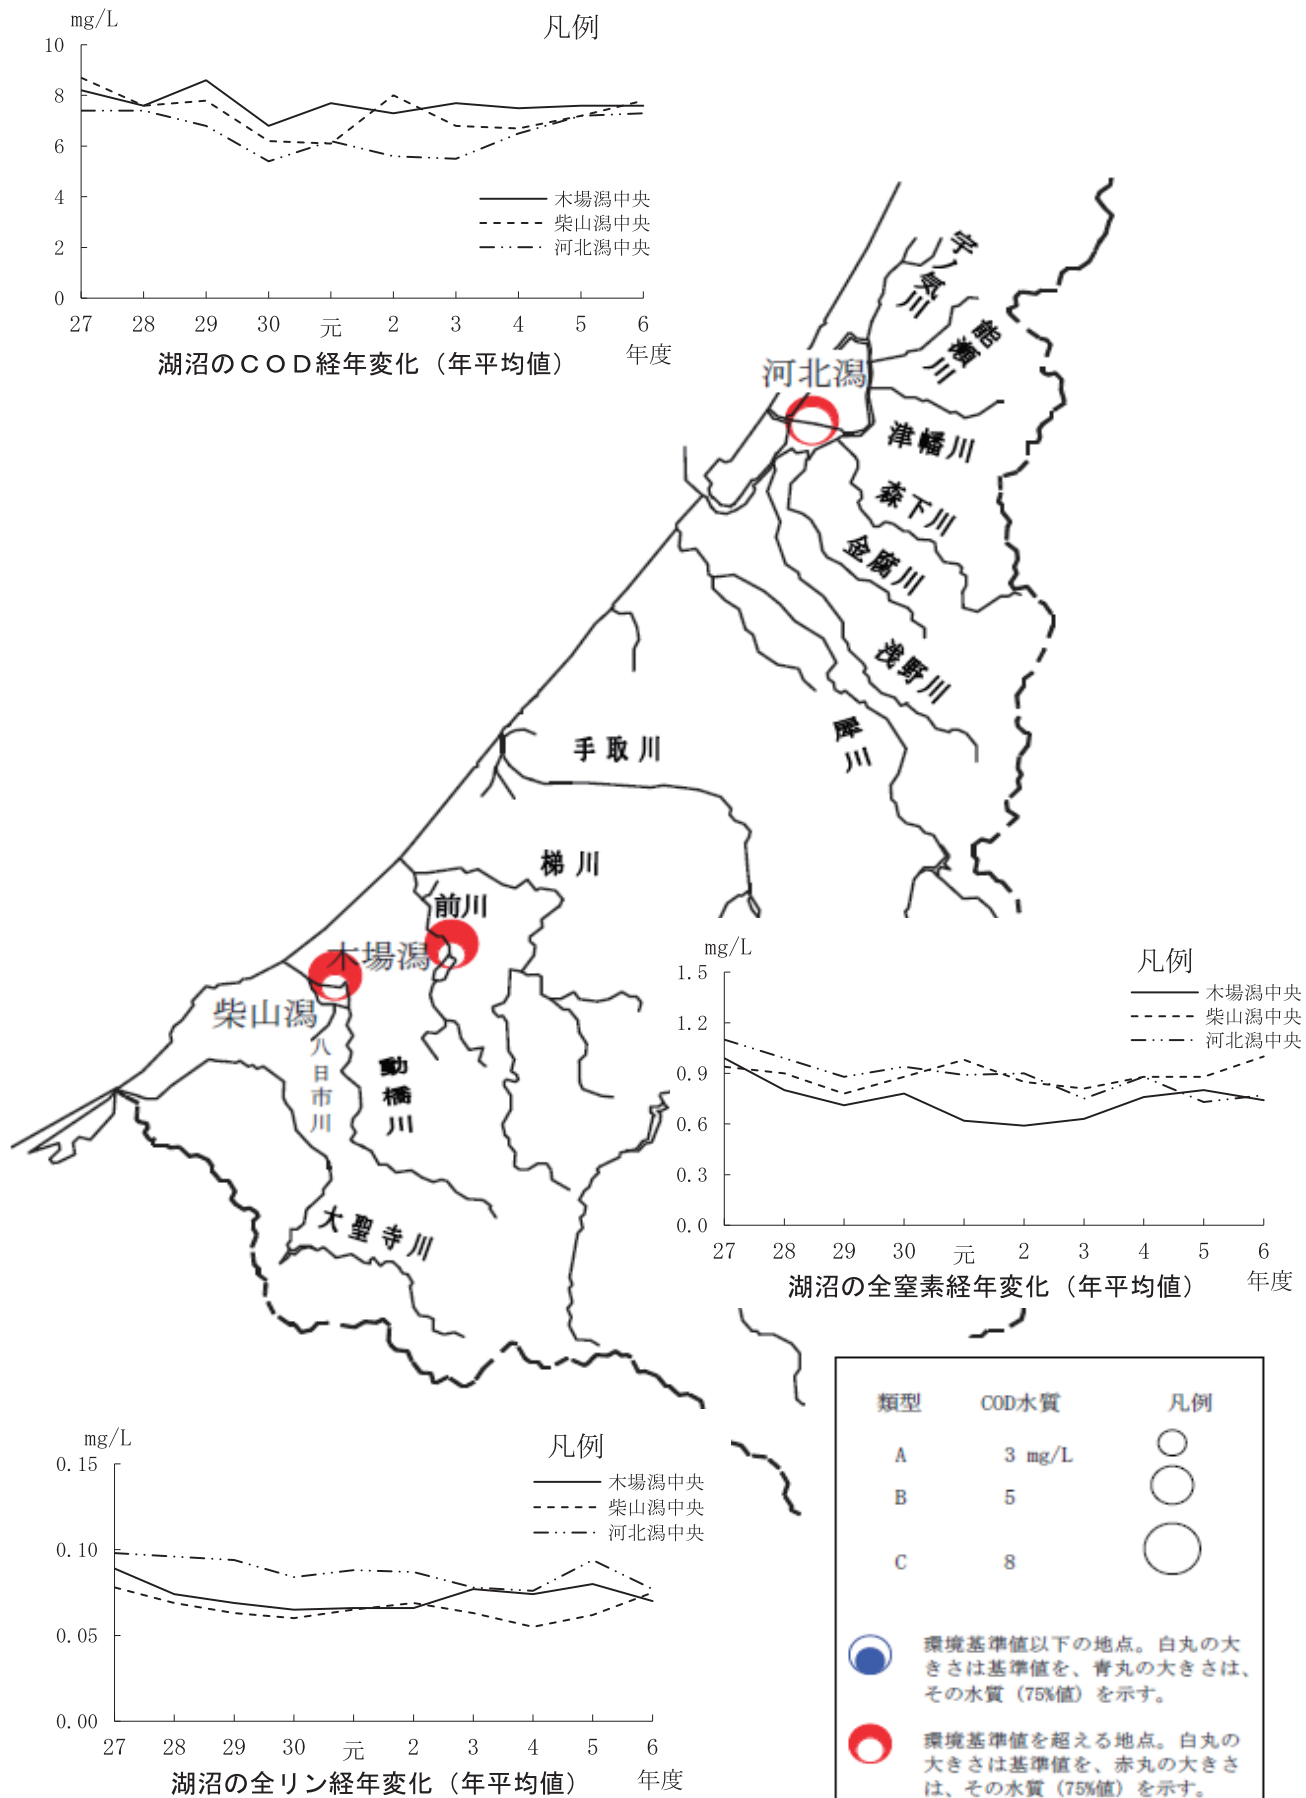 mg/L
凡例
10
8
6
4
2
0
木場潟中央
柴山潟中央
河北潟中央
27 28 29 30 元 2 3 4 5 6
年度
湖沼のCOD経年変化（年平均値）
宇ノ気川
能瀬川
河北潟
津幡川
森下川
金腐川
浅野川
犀川
手取川
梯川
前川
木場潟
柴山潟
八日市川
動橋川
大聖寺川
mg/L
凡例
1.5
1.2
0.9
0.6
0.3
0.0
木場潟中央
柴山潟中央
河北潟中央
27 28 29 30 元 2 3 4 5 6
年度
湖沼の全窒素経年変化（年平均値）
mg/L
凡例
0.15
0.10
0.05
0.00
木場潟中央
柴山潟中央
河北潟中央
27 28 29 30 元 2 3 4 5 6
年度
湖沼の全リン経年変化（年平均値）
類型 COD水質 凡例
A 3 mg/L
B 5
C 8
環境基準値以下の地点。白丸の大
きさは基準値を、青丸の大きさは、
その水質（75%値）を示す。
環境基準値を超える地点。白丸の
大きさは基準値を、赤丸の大きさ
は、その水質（75%値）を示す。